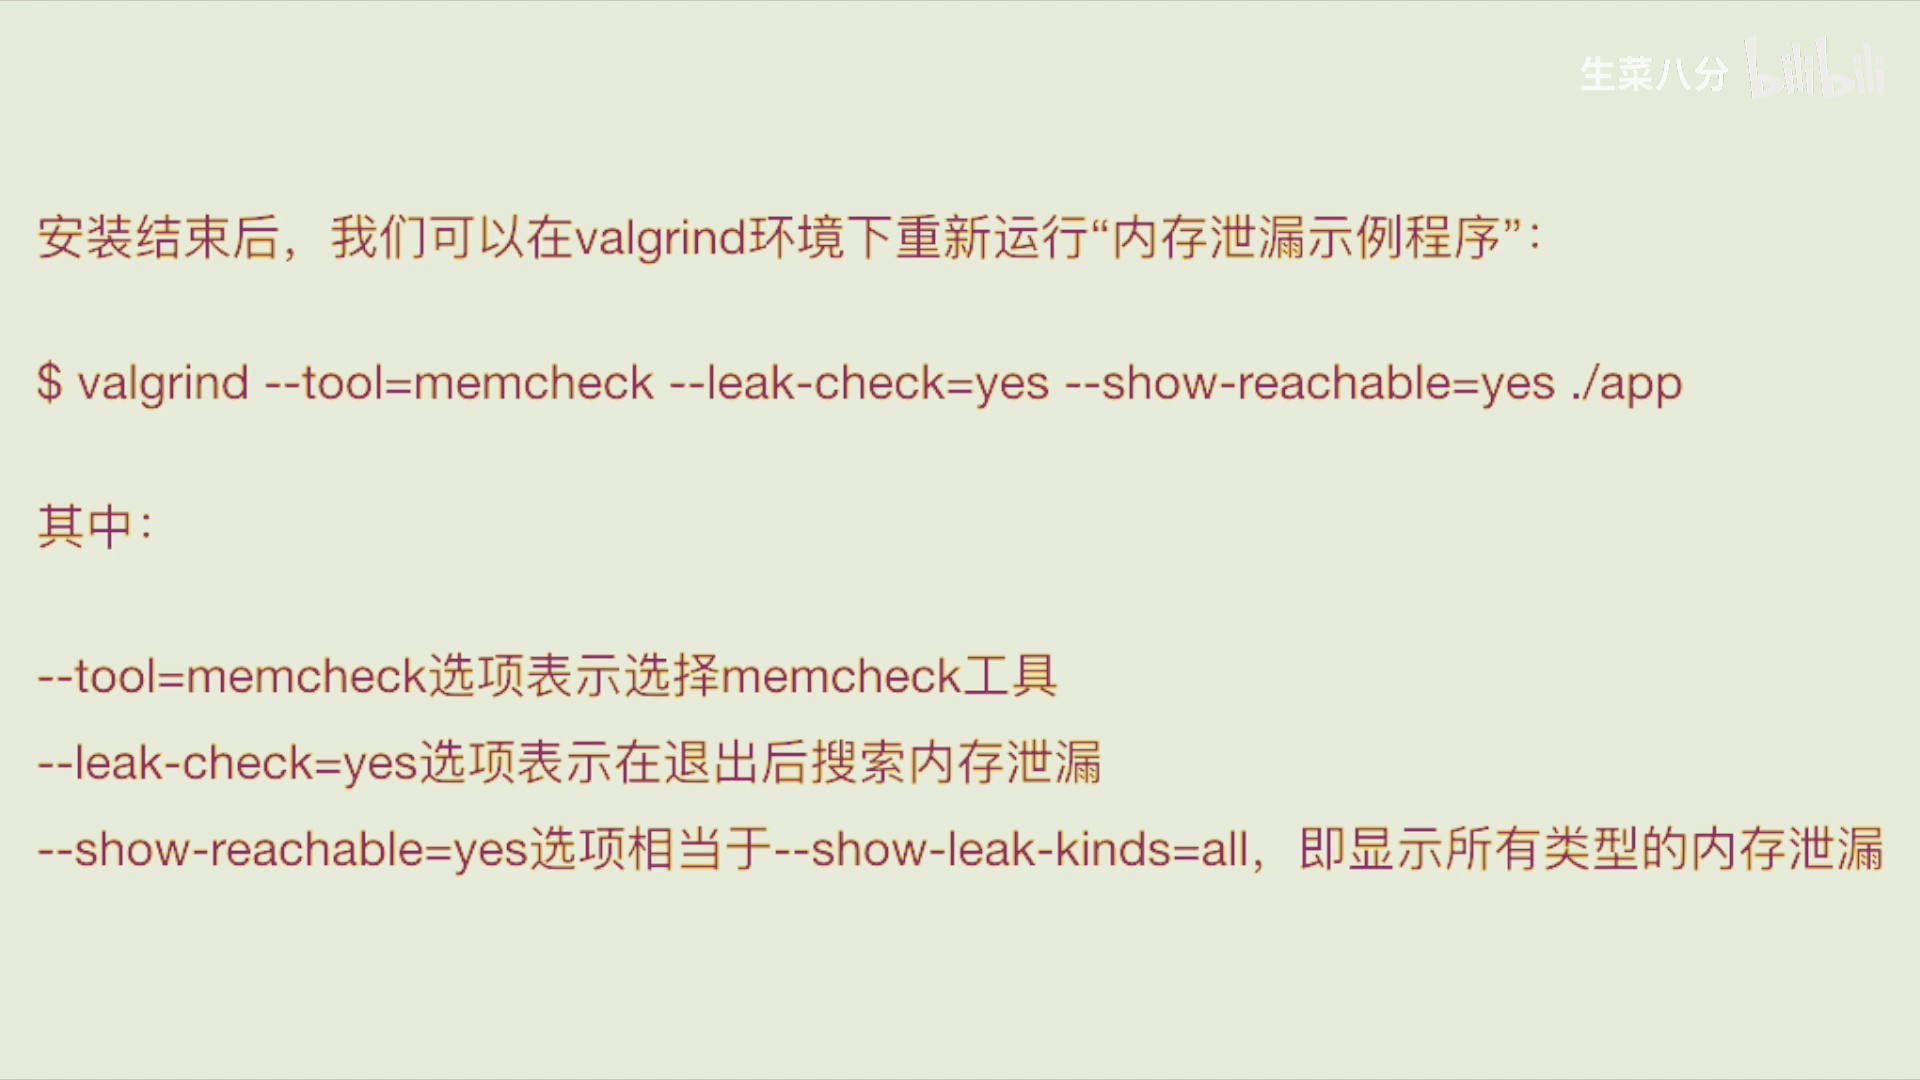 生菜八分 bilibili
安装结束后，我们可以在valgrind环境下重新运行“内存泄漏示例程序”：
$ valgrind --tool=memcheck --leak-check=yes --show-reachable=yes ./app
其中：
--tool=memcheck选项表示选择memcheck工具
--leak-check=yes选项表示在退出后搜索内存泄漏
--show-reachable=yes选项相当于--show-leak-kinds=all，即显示所有类型的内存泄漏